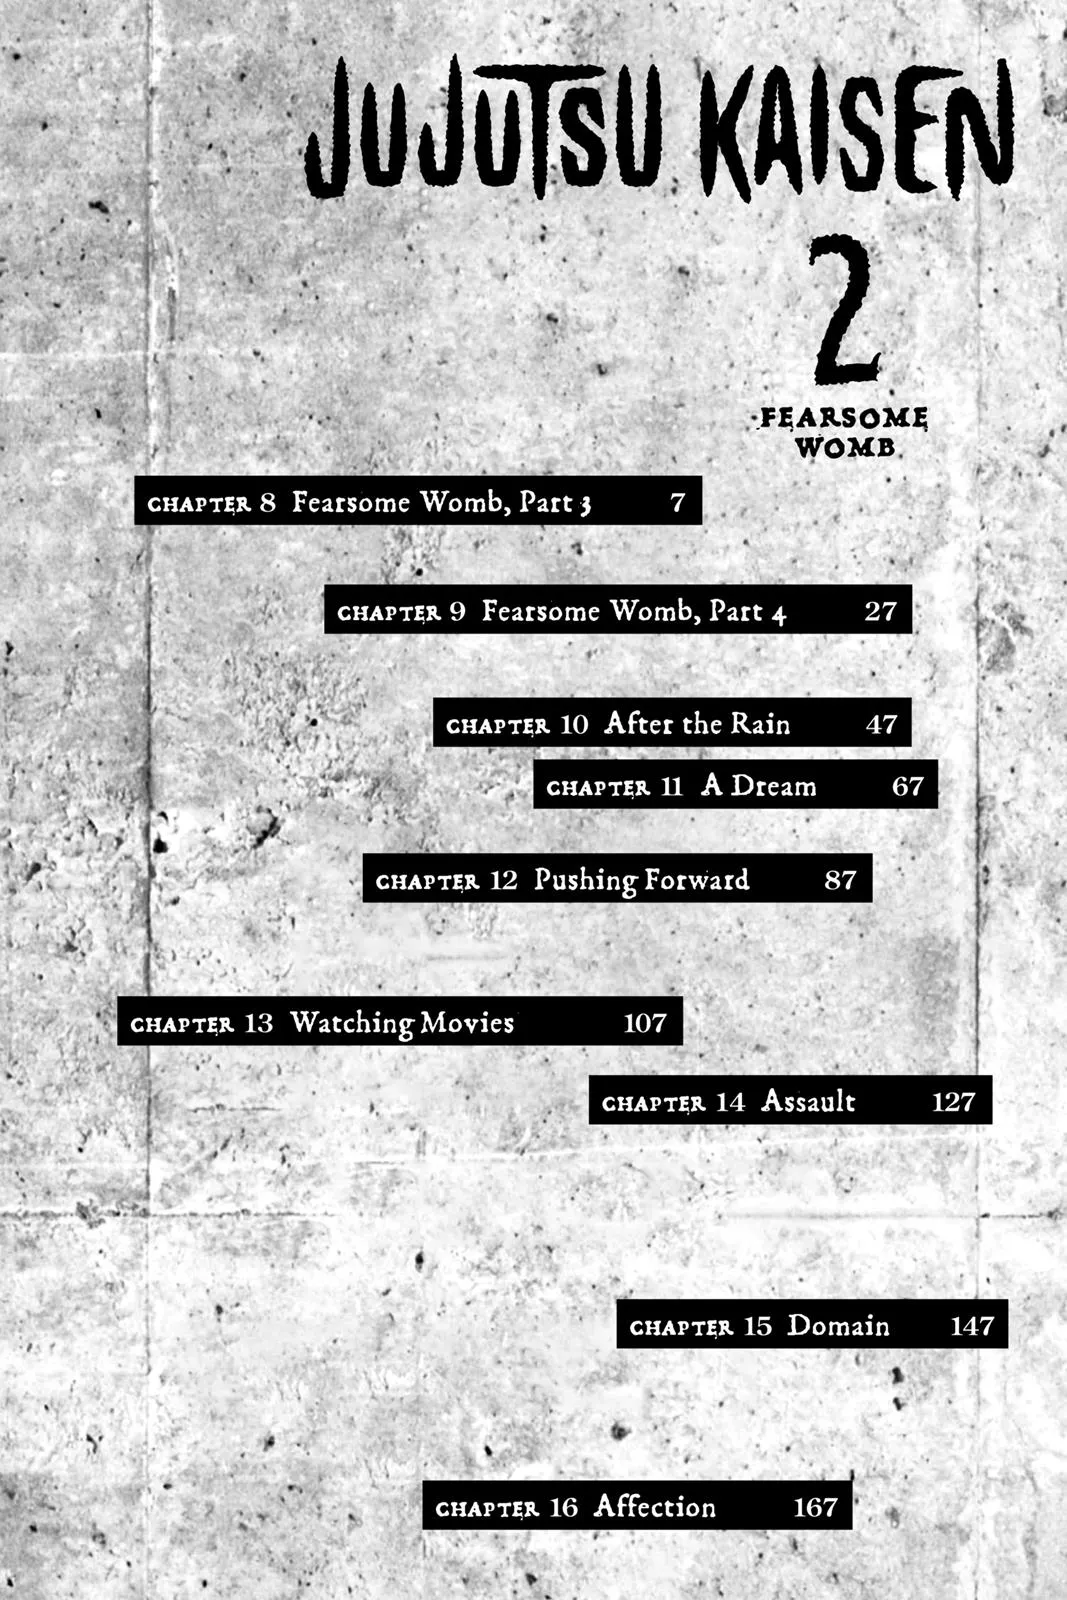 JUJUTSU KAISEN
2
FEARSOME
WOMB
CHAPTER 8 Fearsome Womb, Part 3 7
CHAPTER 9 Fearsome Womb, Part 4 27
CHAPTER 10 After the Rain 47
CHAPTER 11 A Dream 67
CHAPTER 12 Pushing Forward 87
CHAPTER 13 Watching Movies 107
CHAPTER 14 Assault 127
CHAPTER 15 Domain 147
CHAPTER 16 Affection 167